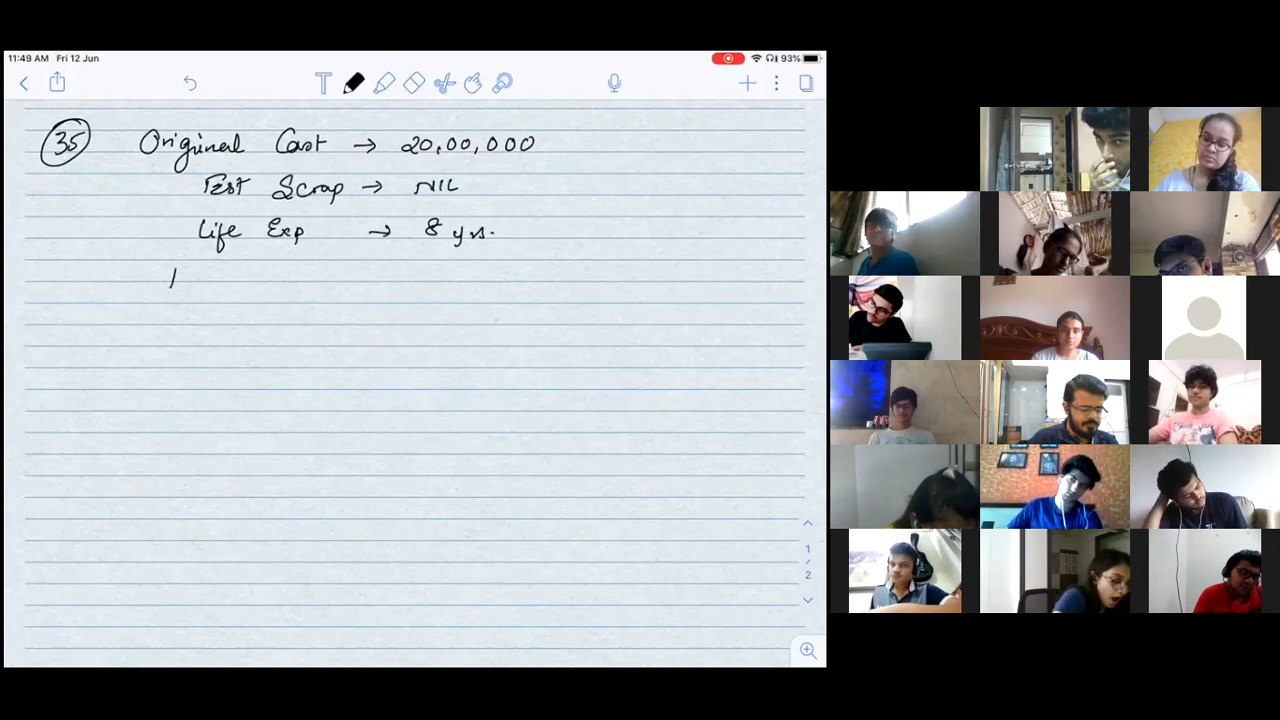 11:49 AM Fri 12 Jun
93%
T
35 Original Cost → 20,00,000
Est Scrap → NIL
Life Exp → 8 yrs.
1
2